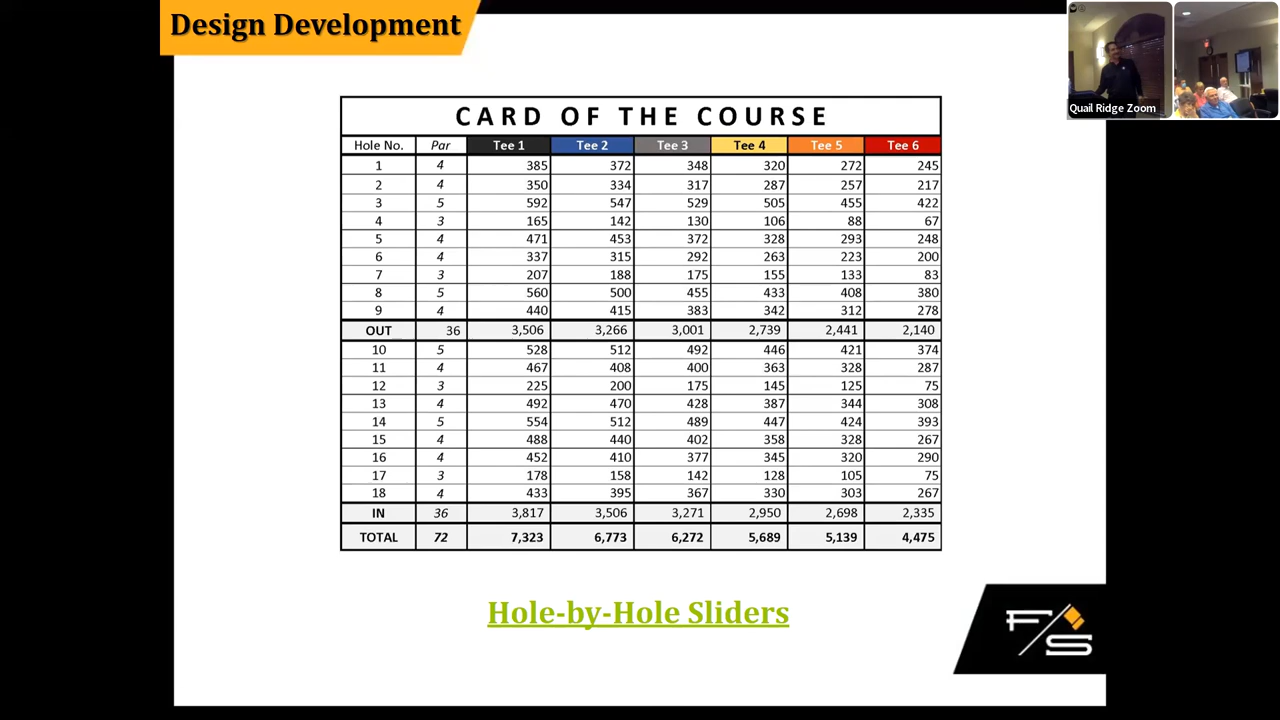 Design Development
Quail Ridge Zoom
CARD OF THE COURSE
Hole No. Par Tee 1 Tee 2 Tee 3 Tee 4 Tee 5 Tee 6
1 4 385 372 348 320 272 245
2 4 350 334 317 287 257 217
3 5 592 547 529 505 455 422
4 3 165 142 130 106 88 67
5 4 471 453 372 328 293 248
6 4 337 315 292 263 223 200
7 3 207 188 175 155 133 83
8 5 560 500 455 433 408 380
9 4 440 415 383 342 312 278
OUT 36 3,506 3,266 3,001 2,739 2,441 2,140
10 5 528 512 492 446 421 374
11 4 467 408 400 363 328 287
12 3 225 200 175 145 125 75
13 4 492 470 428 387 344 308
14 5 554 512 489 447 424 393
15 4 488 440 402 358 328 267
16 4 452 410 377 345 320 290
17 3 178 158 142 128 105 75
18 4 433 395 367 330 303 267
IN 36 3,817 3,506 3,271 2,950 2,698 2,335
TOTAL 72 7,323 6,773 6,272 5,689 5,139 4,475
Hole-by-Hole Sliders
F/S